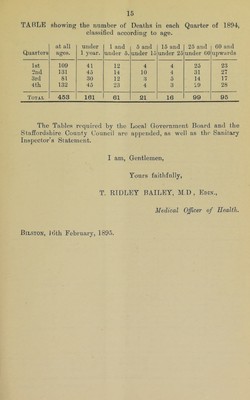 15
TABLE showing the number of Deaths in each Quarter of 1894,
classified according to age.
Quarters | at all ages. | under 1 year. | 1 and under 5. | 5 and under 15 | 15 and under 25 | 25 and under 60 | 60 and upwards
1st 109 41 12 4 4 25 23
2nd 131 45 14 10 4 31 27
3rd 81 30 12 3 5 14 17
4th 132 45 23 4 3 29 28
Total 453 161 61 21 16 99 95
The Tables required by the Local Government Board and the
Staffordshire County Council are appended, as well as the Sanitary
Inspector's Statement.
I am, Gentlemen,
Yours faithfully,
T. RIDLEY BAILEY, M D, Edin.,
Medical Officer of Health.
Bilston, 16th February, 1895.